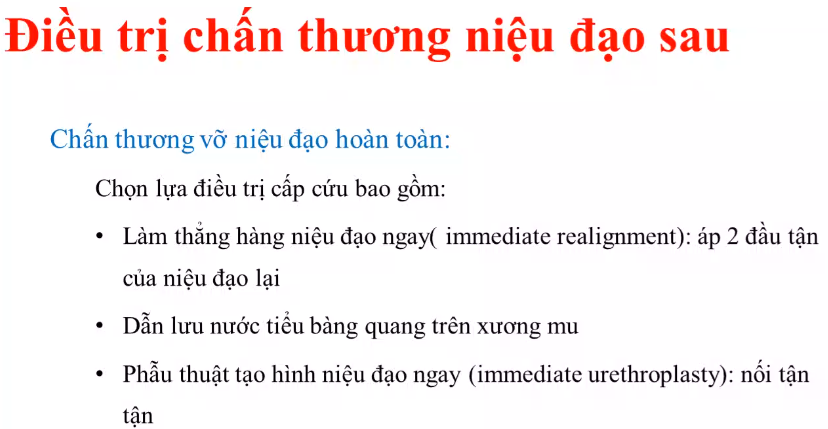 Điều trị chấn thương niệu đạo sau
Chấn thương vỡ niệu đạo hoàn toàn:
Chọn lựa điều trị cấp cứu bao gồm:
• Làm thẳng hàng niệu đạo ngay( immediate realignment): áp 2 đầu tận
của niệu đạo lại
• Dẫn lưu nước tiểu bàng quang trên xương mu
• Phẫu thuật tạo hình niệu đạo ngay (immediate urethroplasty): nối tận
tận